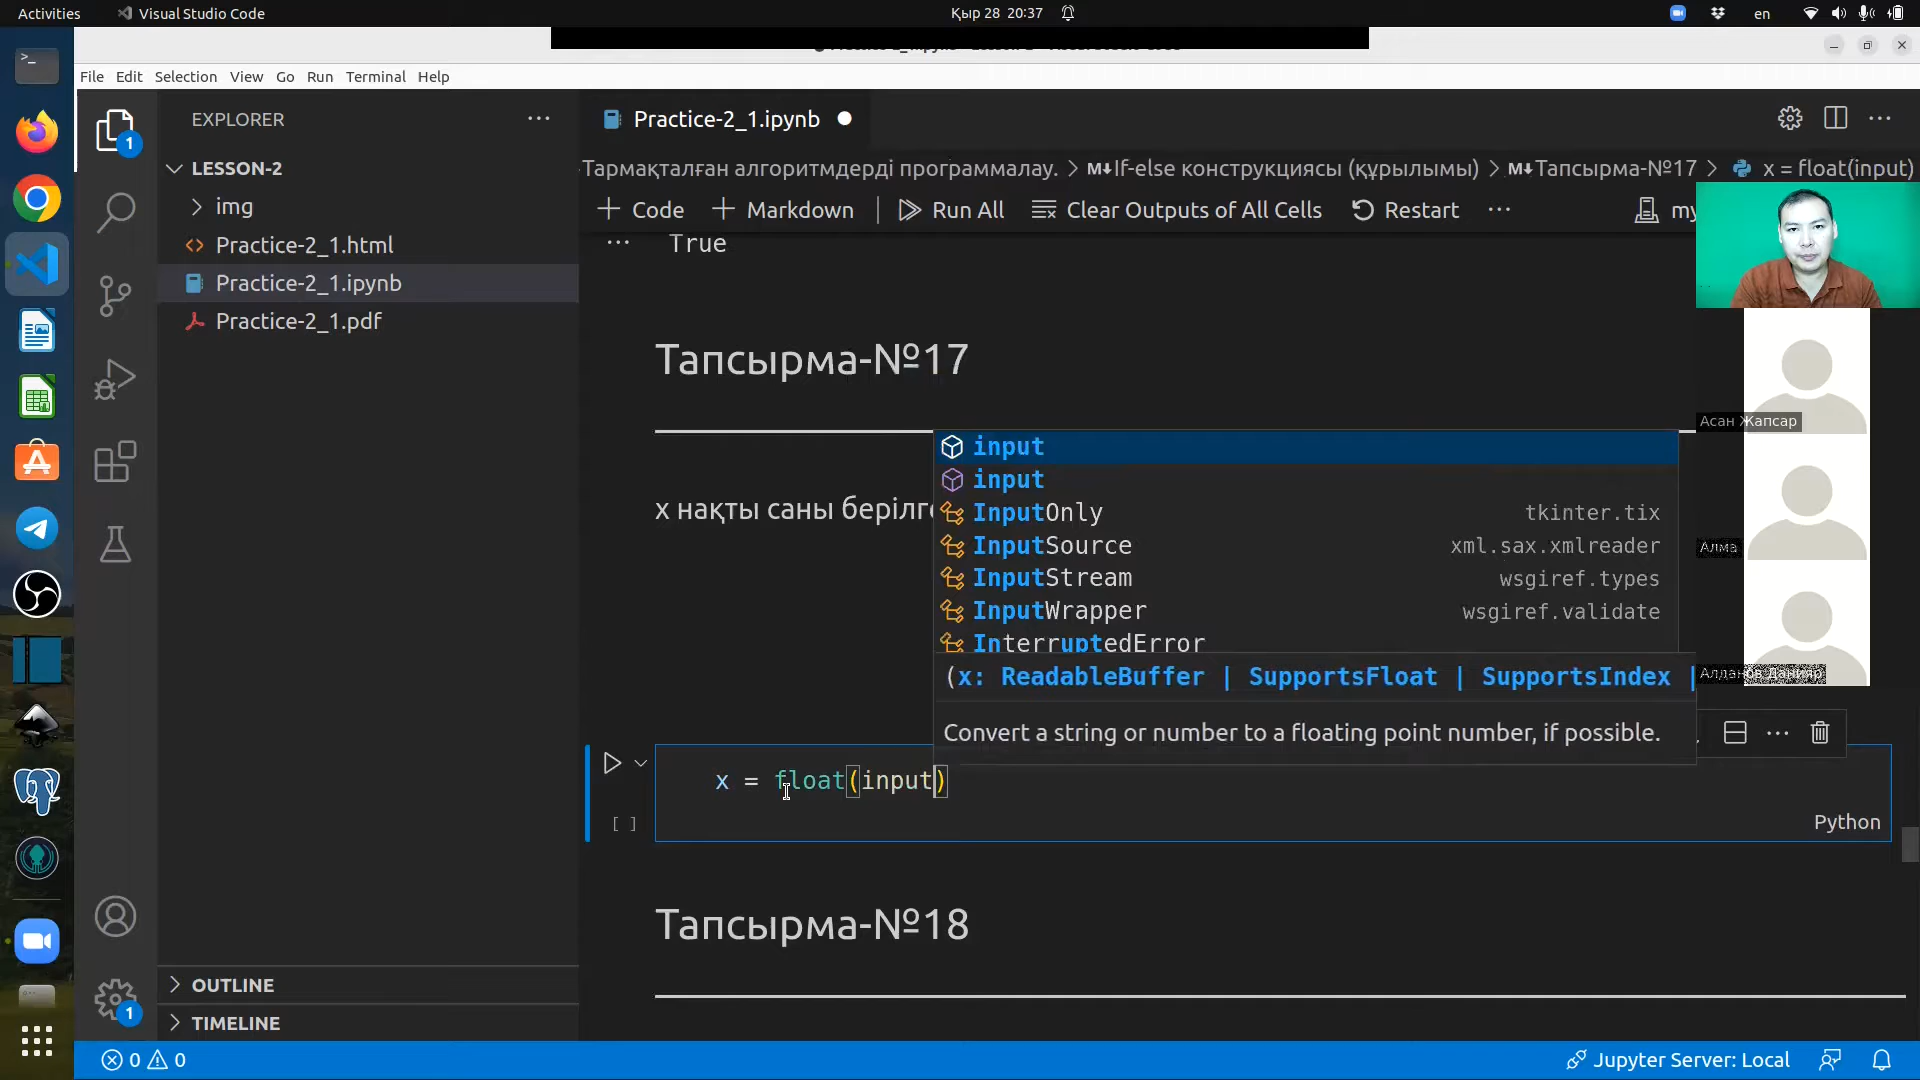 Activities
Visual Studio Code
Қыр 28 20:37
en
File Edit Selection View Go Run Terminal Help
1
EXPLORER
LESSON-2
img
Practice-2_1.html
Practice-2_1.ipynb
Practice-2_1.pdf
OUTLINE
TIMELINE
1
Practice-2_1.ipynb
Тармақталған алгоритмдерді программалау. > If-else конструкциясы (құрылымы) > Тапсырма-№17 > x = float(input)
+ Code + Markdown Run All Clear Outputs of All Cells Restart ··· my
··· True
Тапсырма-№17
input
input
х нақты саны
InputOnly tkinter.tix
InputSource xml.sax.xmlreader
InputStream wsgiref.types
InputWrapper wsgiref.validate
InterruptedError
(x: ReadableBuffer | SupportsFloat | SupportsIndex |
Convert a string or number to a floating point number, if possible.
x = float(input)
[ ]
Python
Тапсырма-№18
Асан Жапсар
Алма
Алданов Данияр
0 0
Jupyter Server: Local